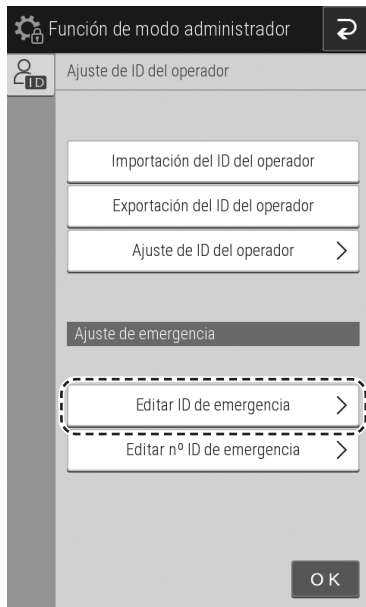 Función de modo administrador
ID
Ajuste de ID del operador
Importación del ID del operador
Exportación del ID del operador
Ajuste de ID del operador
Ajuste de emergencia
Editar ID de emergencia
Editar nº ID de emergencia
OK